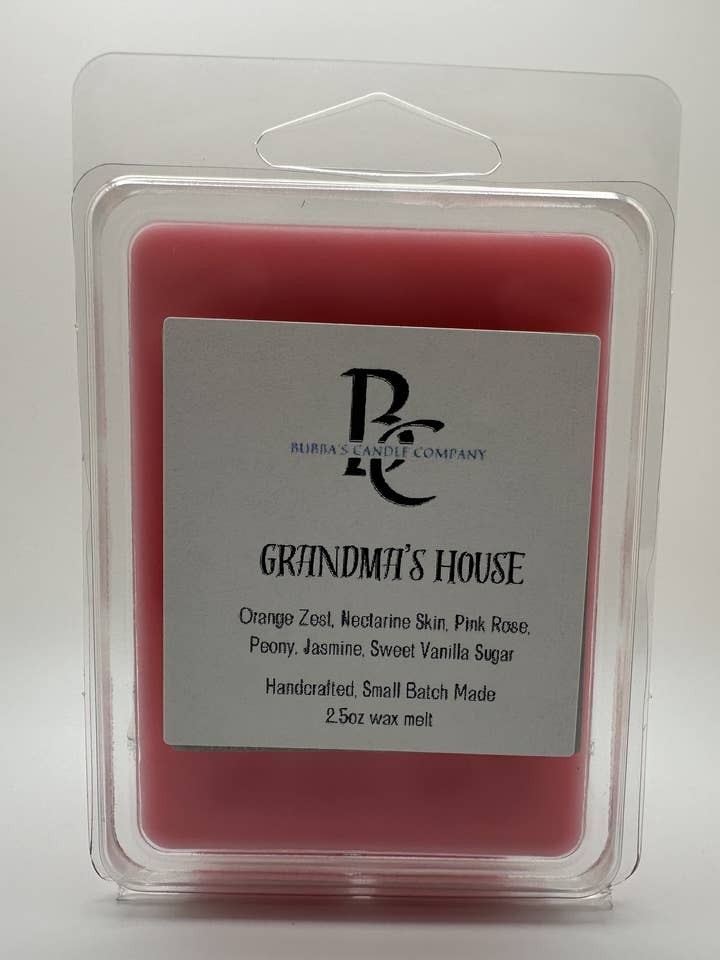 BC
BUBBA'S CANDLE COMPANY
GRANDMA'S HOUSE
Orange Zest, Nectarine Skin, Pink Rose,
Peony, Jasmine, Sweet Vanilla Sugar
Handcrafted, Small Batch Made
2.5oz wax melt